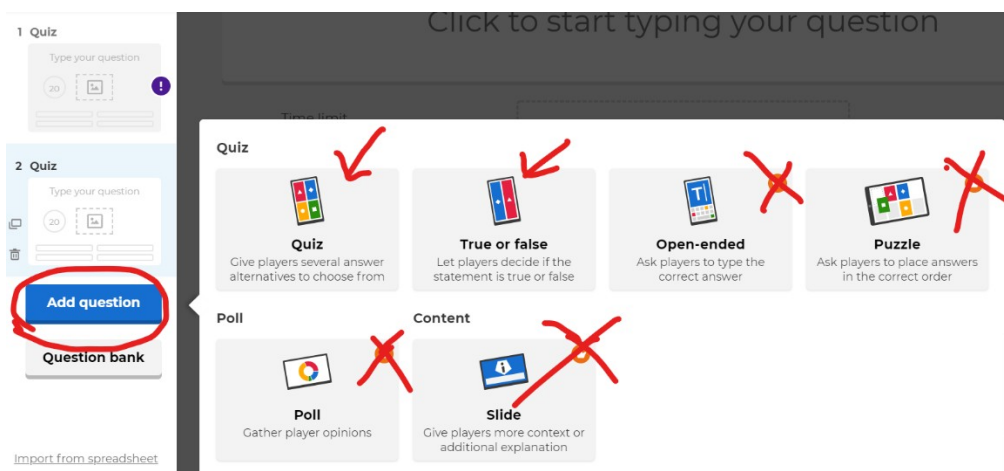 Click to start typing your question
1 Quiz
Type your question
20
Time limit
2 Quiz
Type your question
20
Add question
Question bank
Import from spreadsheet
Quiz
Quiz
Give players several answer
alternatives to choose from
True or false
Let players decide if the
statement is true or false
T
Open-ended
Ask players to type the
correct answer
Puzzle
Ask players to place answers
in the correct order
Poll
Content
Poll
Gather player opinions
Slide
Give players more context or
additional explanation